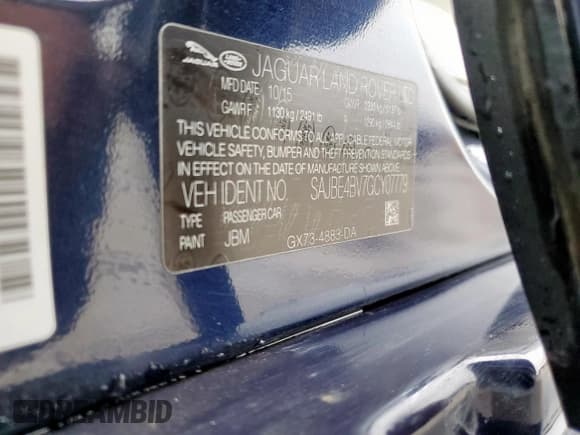 JAGUAR LAND ROVER LTD
JAGUAR
MFD DATE 10/15
GAWR F 1130 kg / 2491 lb
THIS VEHICLE CONFORMS TO ALL APPLICABLE FEDERAL MOTOR
VEHICLE SAFETY, BUMPER AND THEFT PREVENTION STANDARDS
IN EFFECT ON THE DATE OF MANUFACTURE SHOWN ABOVE.
VEH IDENT NO. SAJBE4BV7GCY07779
TYPE PASSENGER CAR
PAINT JBM GX73-4883-DA
DREAMBID